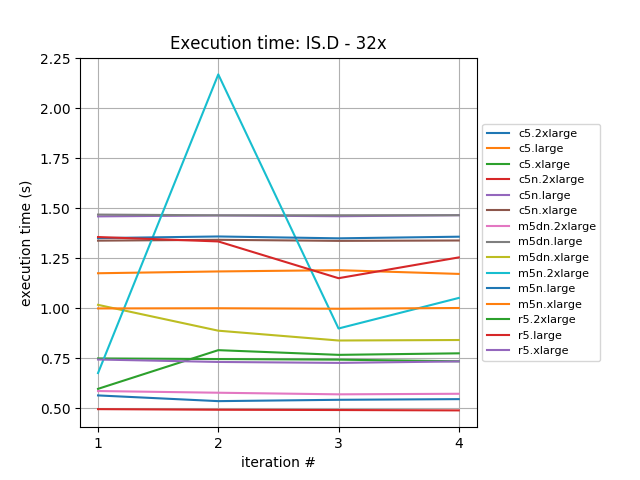 Execution time: IS.D - 32x
execution time (s)
2.25
2.00
1.75
1.50
1.25
1.00
0.75
0.50
1 2 3 4
iteration #
c5.2xlarge
c5.large
c5.xlarge
c5n.2xlarge
c5n.large
c5n.xlarge
m5dn.2xlarge
m5dn.large
m5dn.xlarge
m5n.2xlarge
m5n.large
m5n.xlarge
r5.2xlarge
r5.large
r5.xlarge